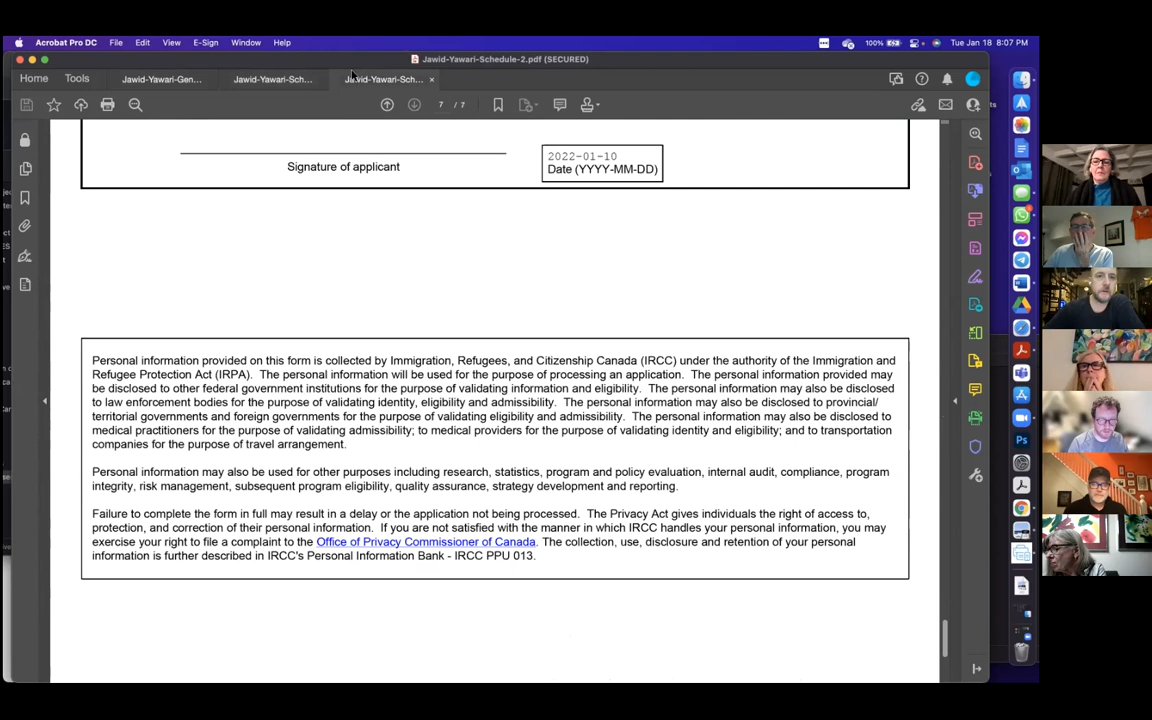 Acrobat Pro DC File Edit View E-Sign Window Help
100% Tue Jan 18 8:07 PM
Jawid-Yawari-Schedule-2.pdf (SECURED)
Home Tools Jawid-Yawari-Gen... Jawid-Yawari-Sch... Jawid-Yawari-Sch...
7 / 7
2022-01-10
Signature of applicant
Date (YYYY-MM-DD)
Personal information provided on this form is collected by Immigration, Refugees, and Citizenship Canada (IRCC) under the authority of the Immigration and
Refugee Protection Act (IRPA). The personal information will be used for the purpose of processing an application. The personal information provided may
be disclosed to other federal government institutions for the purpose of validating information and eligibility. The personal information may also be disclosed
to law enforcement bodies for the purpose of validating identity, eligibility and admissibility. The personal information may also be disclosed to provincial/
territorial governments and foreign governments for the purpose of validating eligibility and admissibility. The personal information may also be disclosed to
medical practitioners for the purpose of validating admissibility; to medical providers for the purpose of validating identity and eligibility; and to transportation
companies for the purpose of travel arrangement.
Personal information may also be used for other purposes including research, statistics, program and policy evaluation, internal audit, compliance, program
integrity, risk management, subsequent program eligibility, quality assurance, strategy development and reporting.
Failure to complete the form in full may result in a delay or the application not being processed. The Privacy Act gives individuals the right of access to,
protection, and correction of their personal information. If you are not satisfied with the manner in which IRCC handles your personal information, you may
exercise your right to file a complaint to the Office of Privacy Commissioner of Canada. The collection, use, disclosure and retention of your personal
information is further described in IRCC's Personal Information Bank - IRCC PPU 013.
Ps